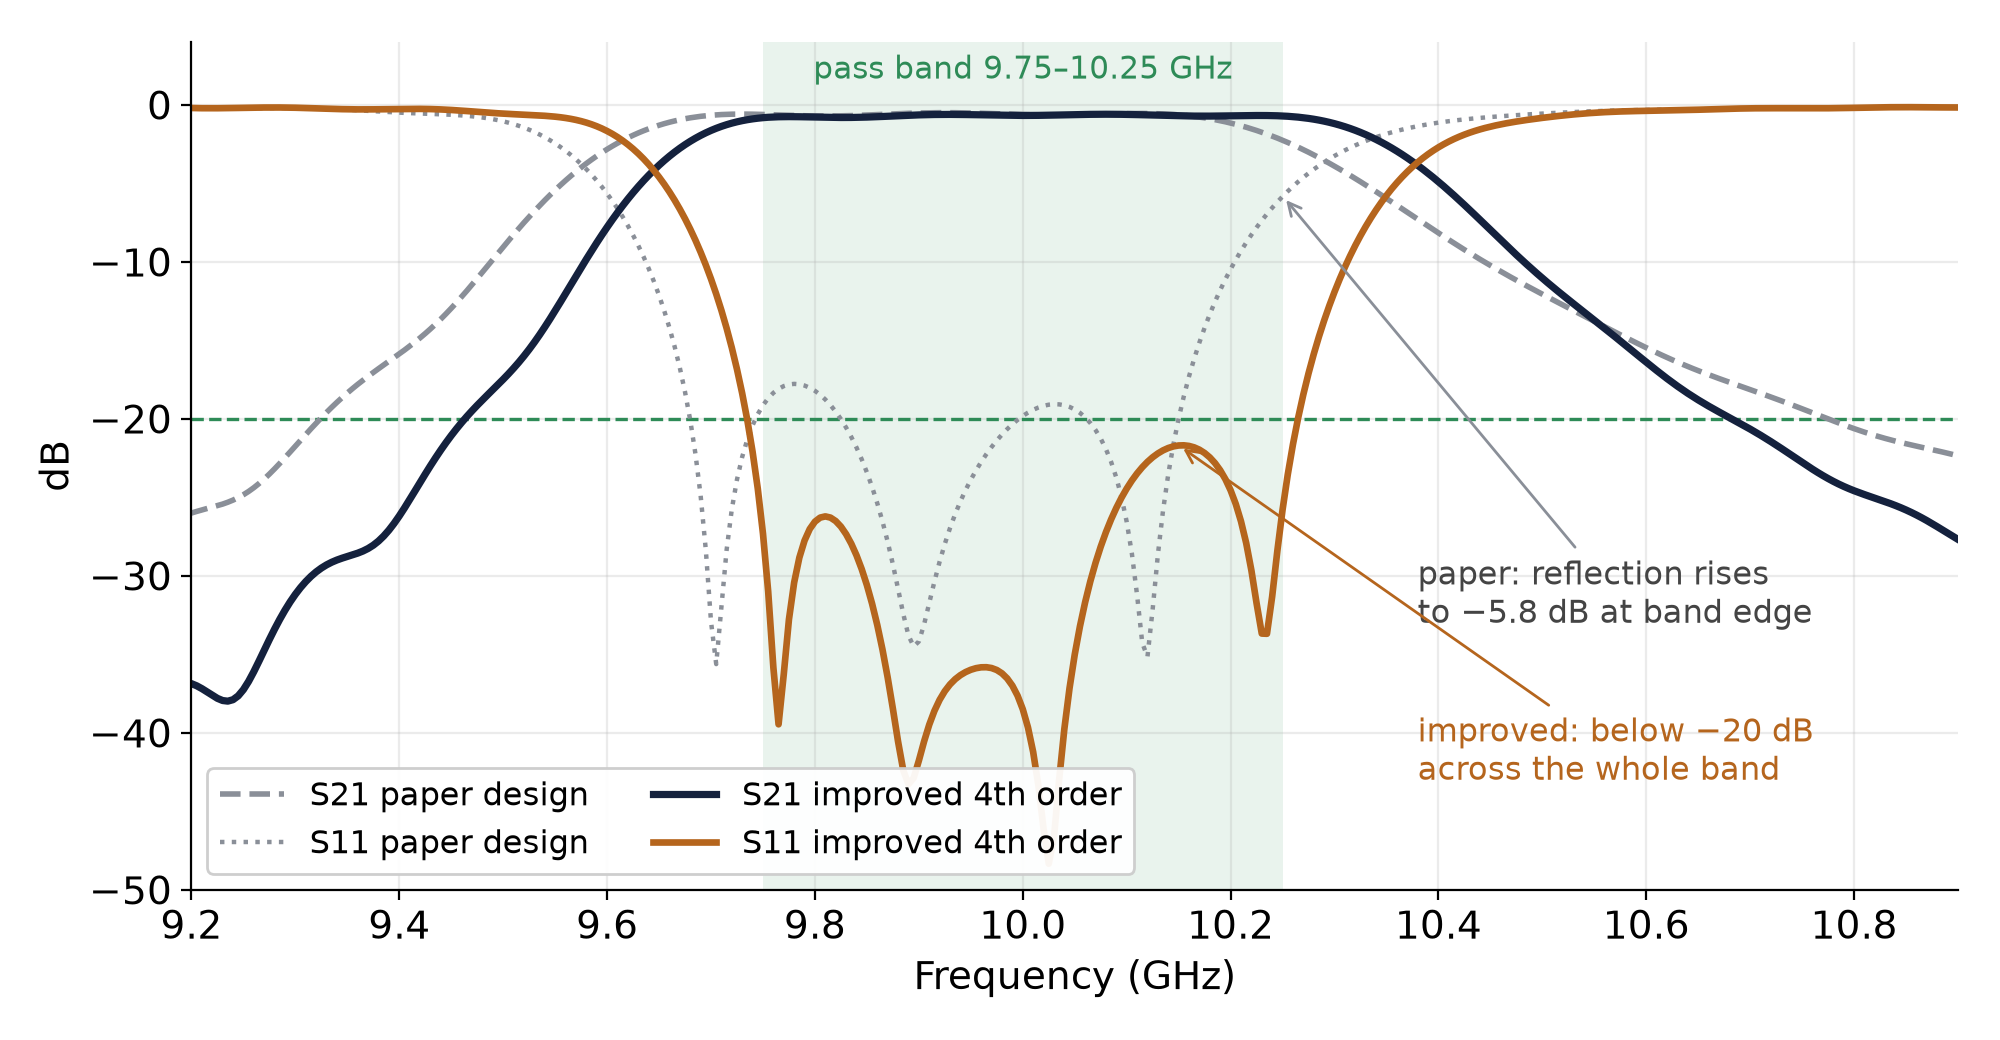 pass band 9.75–10.25 GHz
0
−10
−20
−30
−40
−50
dB
paper: reflection rises
to −5.8 dB at band edge
improved: below −20 dB
across the whole band
S21 paper design
S11 paper design
S21 improved 4th order
S11 improved 4th order
9.2 9.4 9.6 9.8 10.0 10.2 10.4 10.6 10.8
Frequency (GHz)